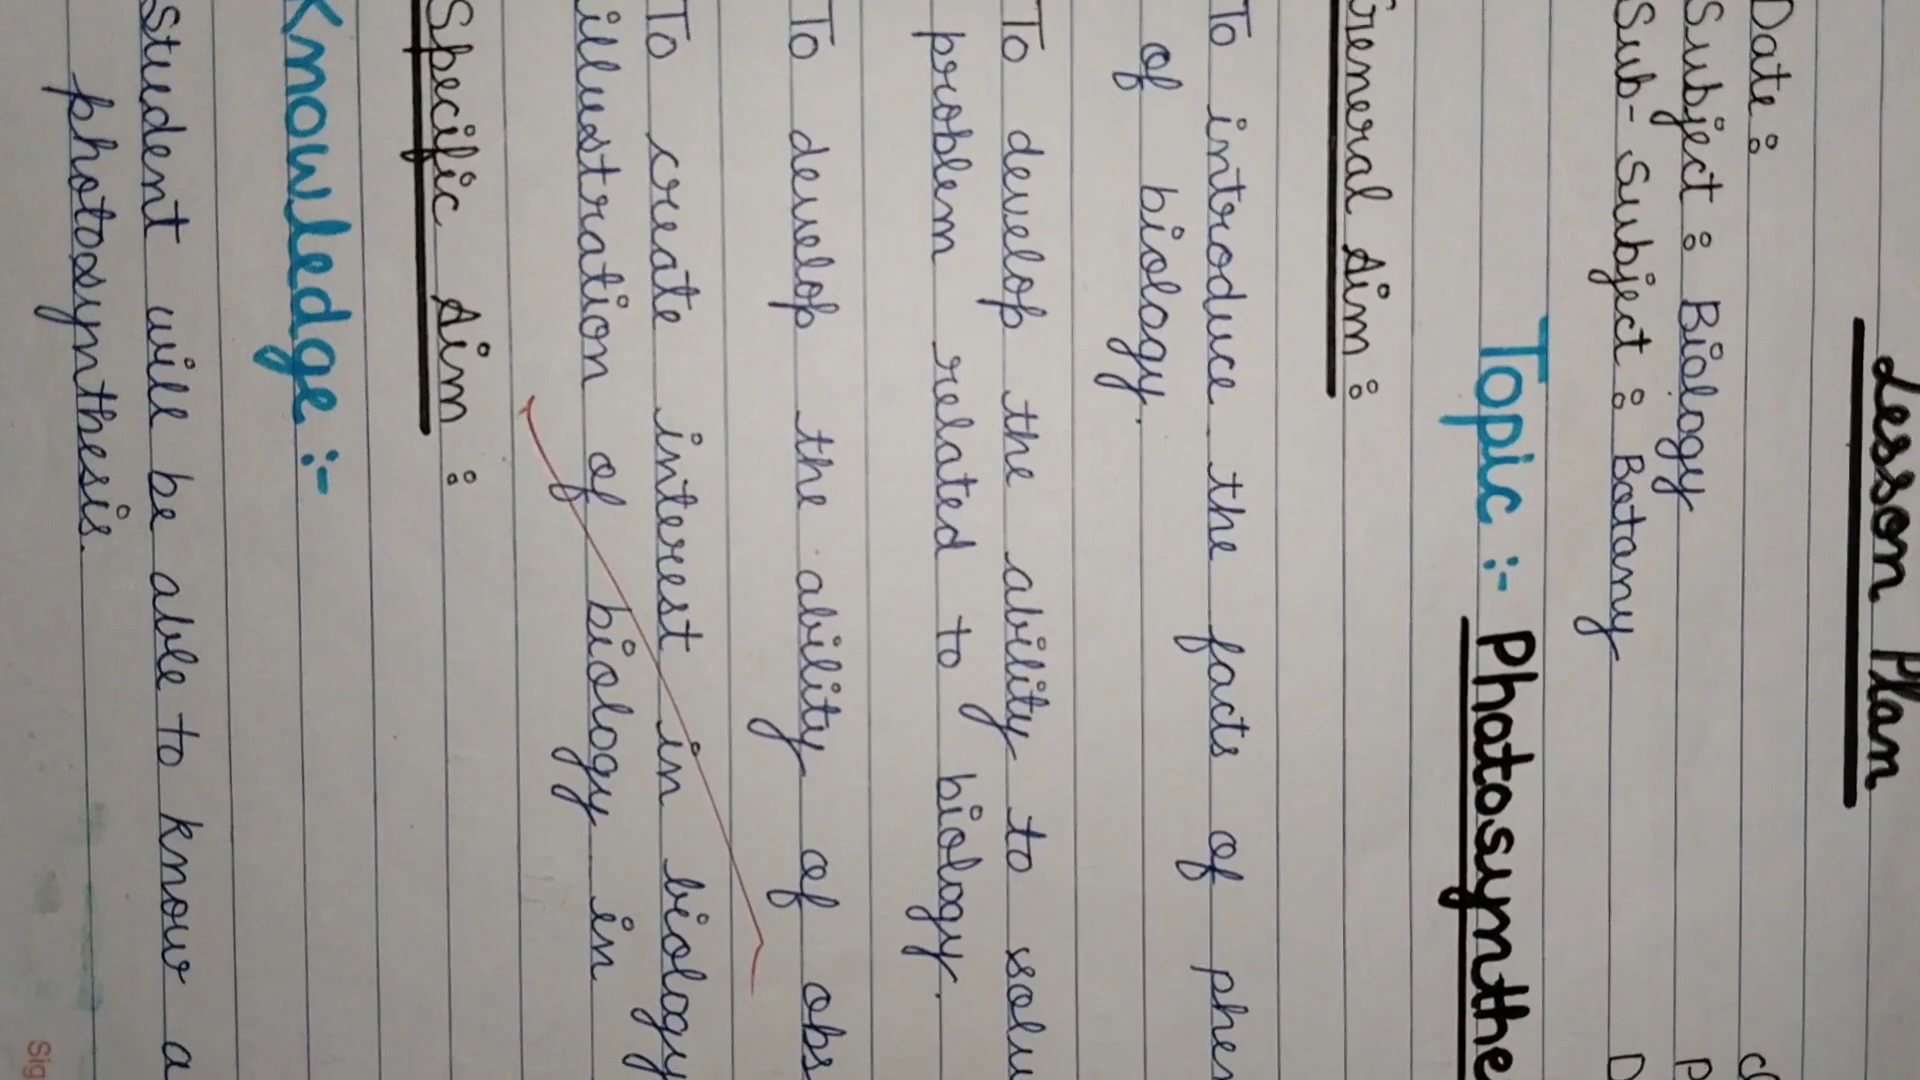 Lesson Plan
Date :
Subject : Biology
Sub-Subject : Botany
Topic :- Photosynthe
General Aim :
To introduce the facts of phen
of biology.
To develop the ability to solv
problem related to biology.
To develop the ability of obs
To create interest in biology
illustration of biology in
Specific Aim :
Knowledge :-
Student will be able to know a
photosynthesis.
Sig